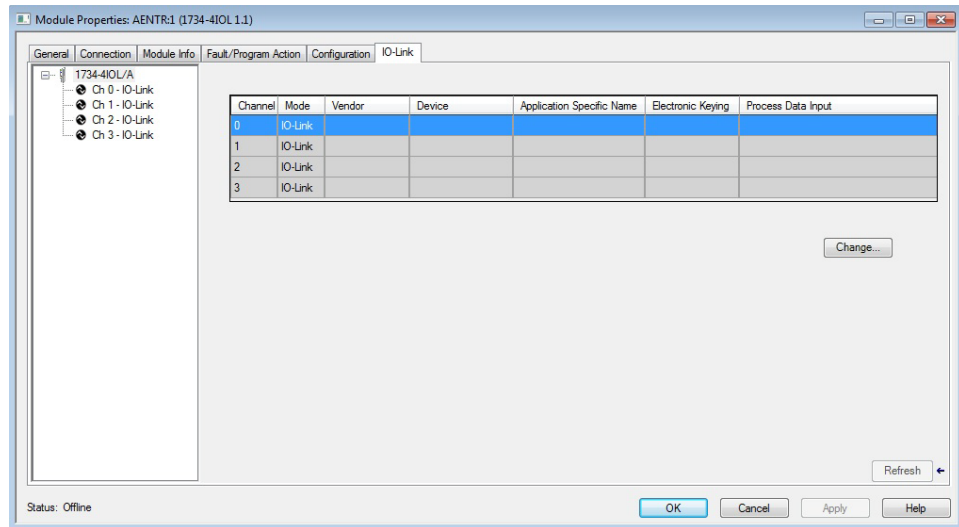 Module Properties: AENTR:1 (1734-4IOL 1.1)
General Connection Module Info Fault/Program Action Configuration IO-Link
1734-4IOL/A
Ch 0 - IO-Link
Ch 1 - IO-Link
Ch 2 - IO-Link
Ch 3 - IO-Link
Channel Mode Vendor Device Application Specific Name Electronic Keying Process Data Input
0 IO-Link
1 IO-Link
2 IO-Link
3 IO-Link
Change...
Refresh
Status: Offline OK Cancel Apply Help